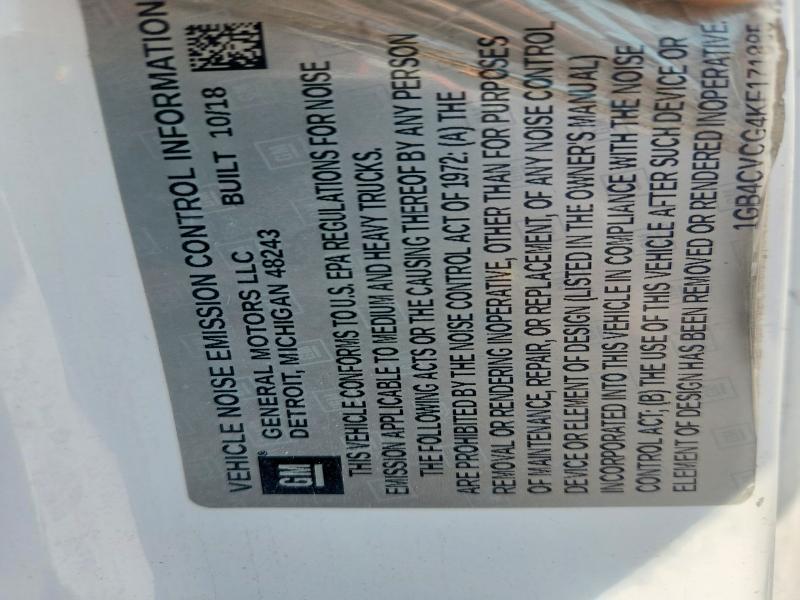 VEHICLE NOISE EMISSION CONTROL INFORMATION
GM® GENERAL MOTORS LLC BUILT 10/18
DETROIT, MICHIGAN 48243
THIS VEHICLE CONFORMS TO U.S. EPA REGULATIONS FOR NOISE
EMISSION APPLICABLE TO MEDIUM AND HEAVY TRUCKS.
THE FOLLOWING ACTS OR THE CAUSING THEREOF BY ANY PERSON
ARE PROHIBITED BY THE NOISE CONTROL ACT OF 1972: (A) THE
REMOVAL OR RENDERING INOPERATIVE, OTHER THAN FOR PURPOSES
OF MAINTENANCE, REPAIR, OR REPLACEMENT, OF ANY NOISE CONTROL
DEVICE OR ELEMENT OF DESIGN (LISTED IN THE OWNER'S MANUAL)
INCORPORATED INTO THIS VEHICLE IN COMPLIANCE WITH THE NOISE
CONTROL ACT; (B) THE USE OF THIS VEHICLE AFTER SUCH DEVICE OR
ELEMENT OF DESIGN HAS BEEN REMOVED OR RENDERED INOPERATIVE.